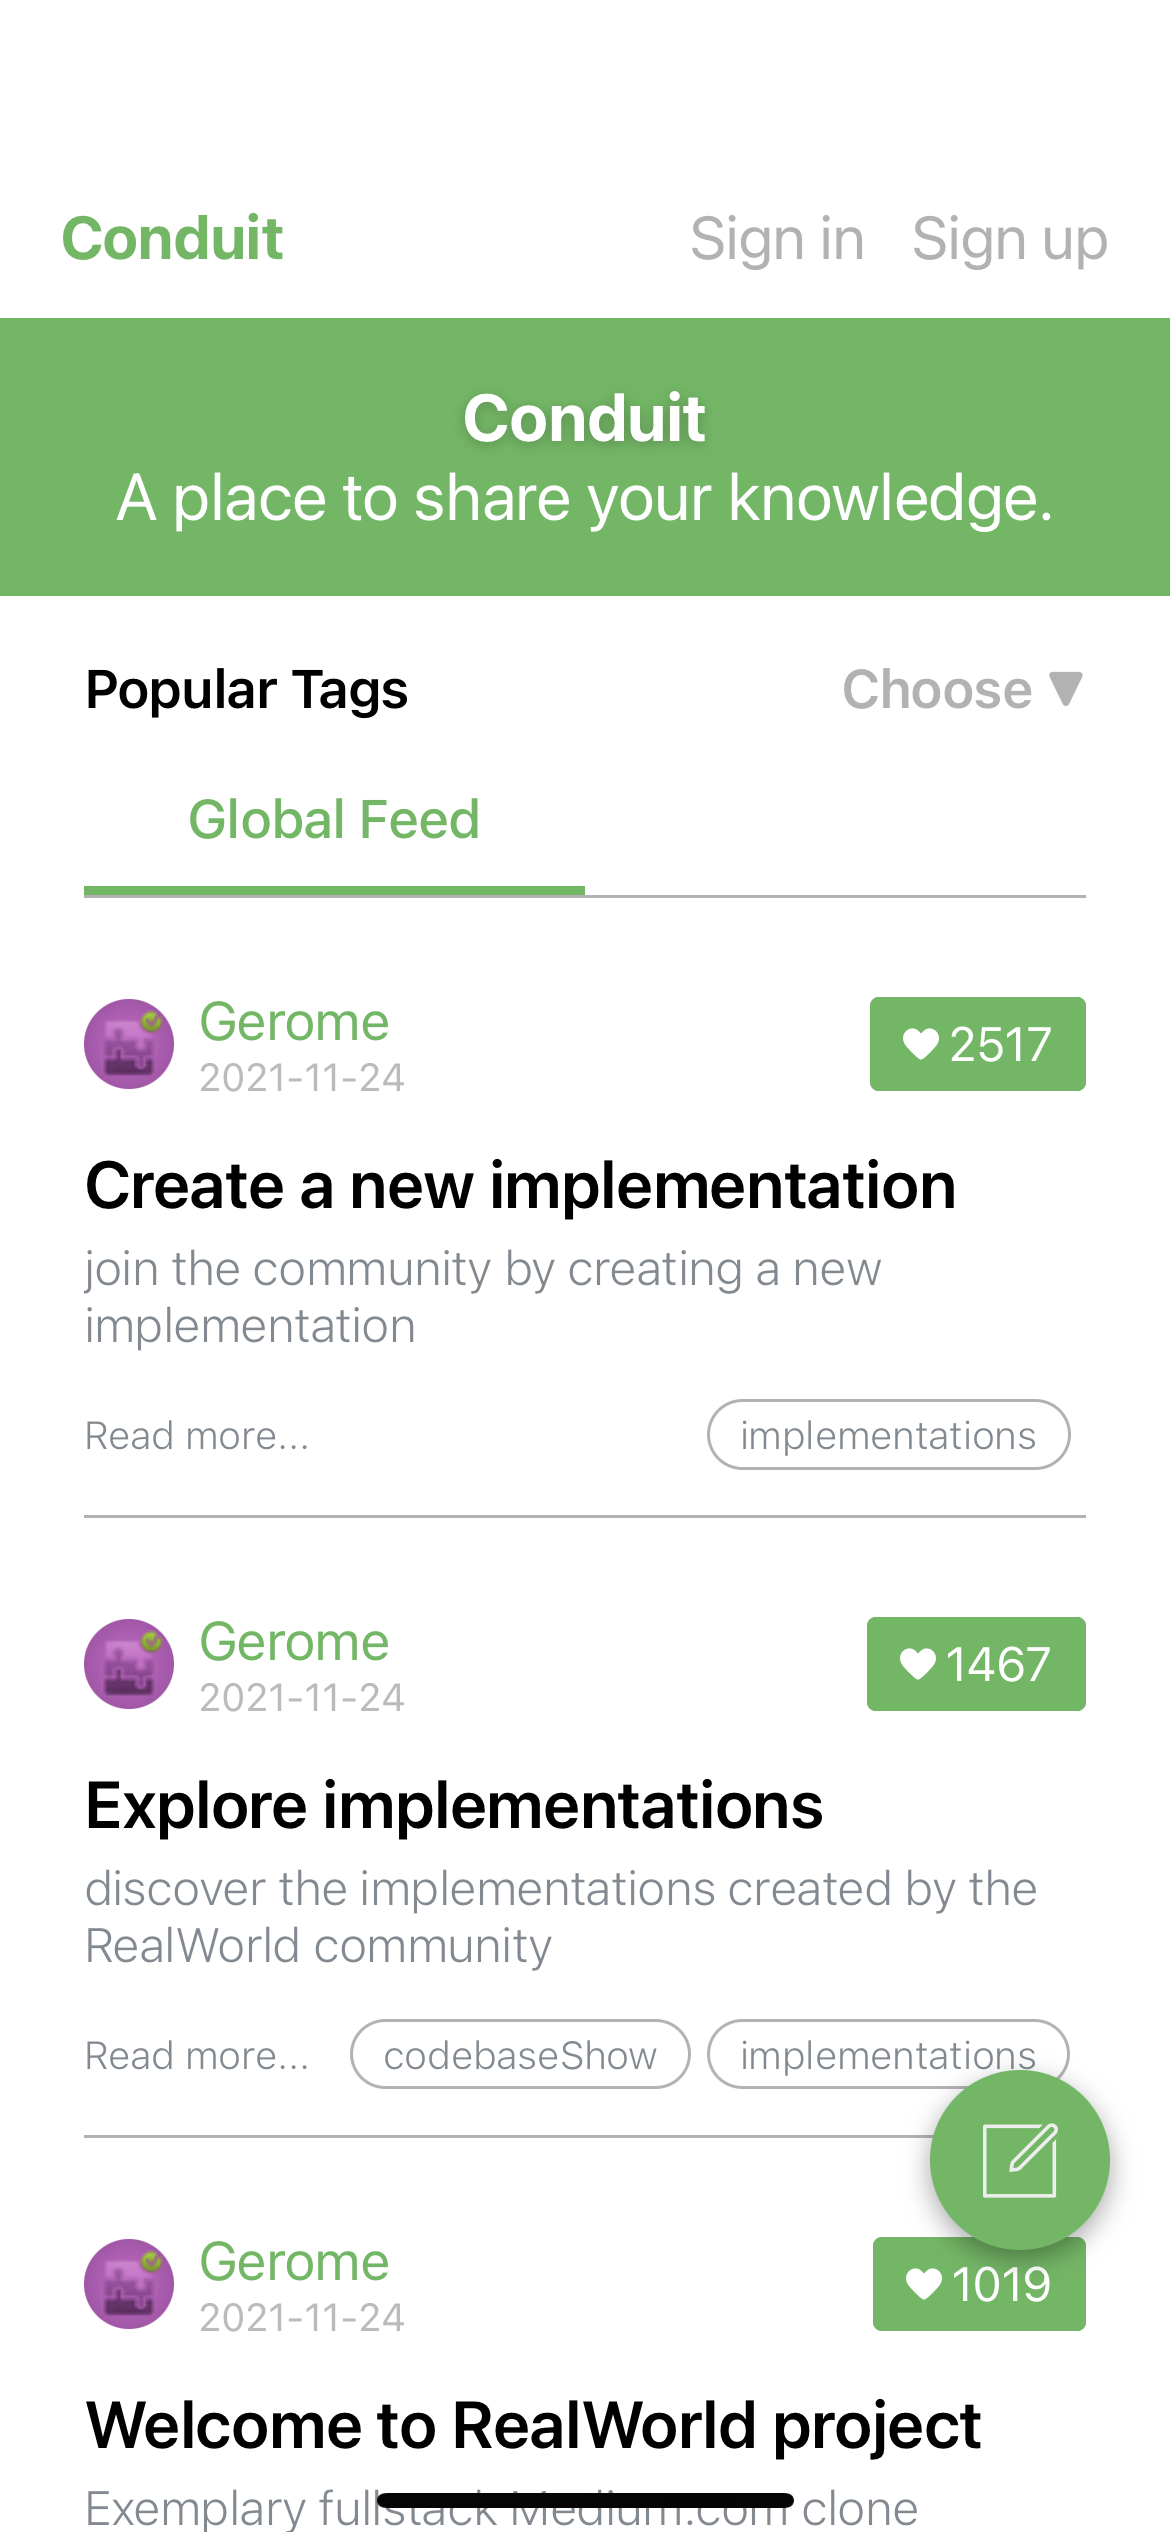 Conduit
Sign in Sign up
Conduit
A place to share your knowledge.
Popular Tags
Choose ▼
Global Feed
Gerome
2021-11-24
2517
Create a new implementation
join the community by creating a new
implementation
Read more...
implementations
Gerome
2021-11-24
1467
Explore implementations
discover the implementations created by the
RealWorld community
Read more...
codebaseShow
implementations
Gerome
2021-11-24
1019
Welcome to RealWorld project
Exemplary fullstack Medium.com clone